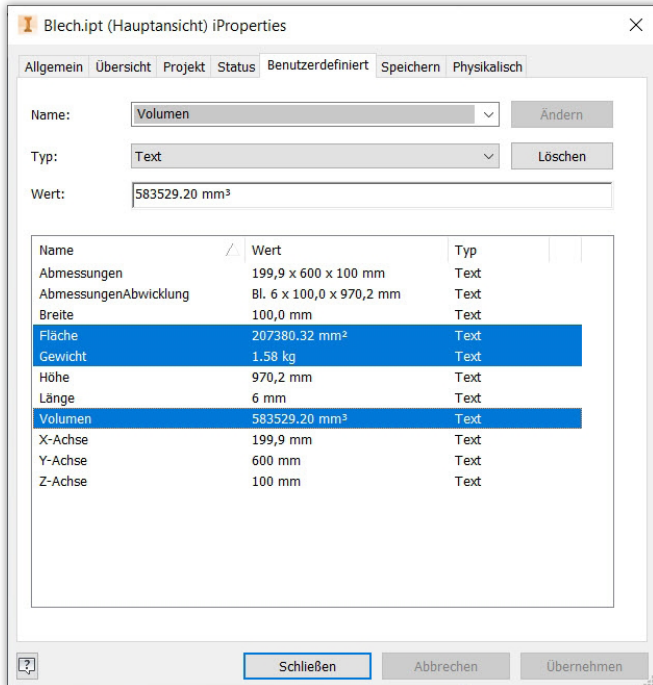 Blech.ipt (Hauptansicht) iProperties
Allgemein Übersicht Projekt Status Benutzerdefiniert Speichern Physikalisch
Name: Volumen Ändern
Typ: Text Löschen
Wert: 583529.20 mm³
Name Wert Typ
Abmessungen 199,9 x 600 x 100 mm Text
AbmessungenAbwicklung Bl. 6 x 100,0 x 970,2 mm Text
Breite 100,0 mm Text
Fläche 207380.32 mm² Text
Gewicht 1.58 kg Text
Höhe 970,2 mm Text
Länge 6 mm Text
Volumen 583529.20 mm³ Text
X-Achse 199,9 mm Text
Y-Achse 600 mm Text
Z-Achse 100 mm Text
? Schließen Abbrechen Übernehmen